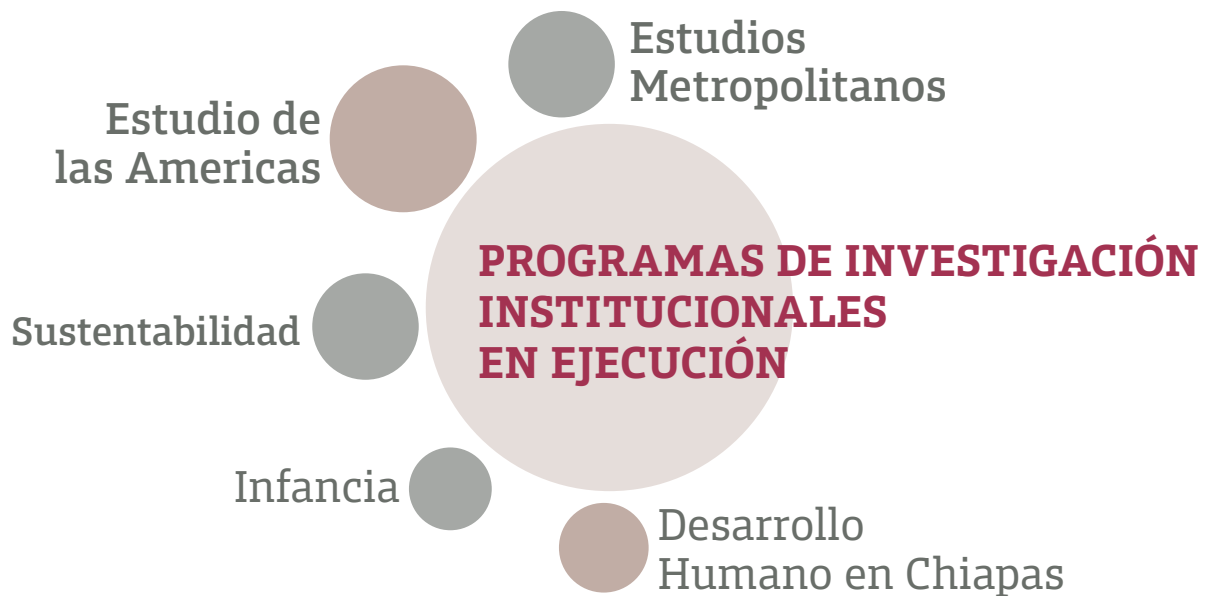 Estudios
Metropolitanos
Estudio de
las Americas
PROGRAMAS DE INVESTIGACIÓN
INSTITUCIONALES
EN EJECUCIÓN
Sustentabilidad
Infancia
Desarrollo
Humano en Chiapas